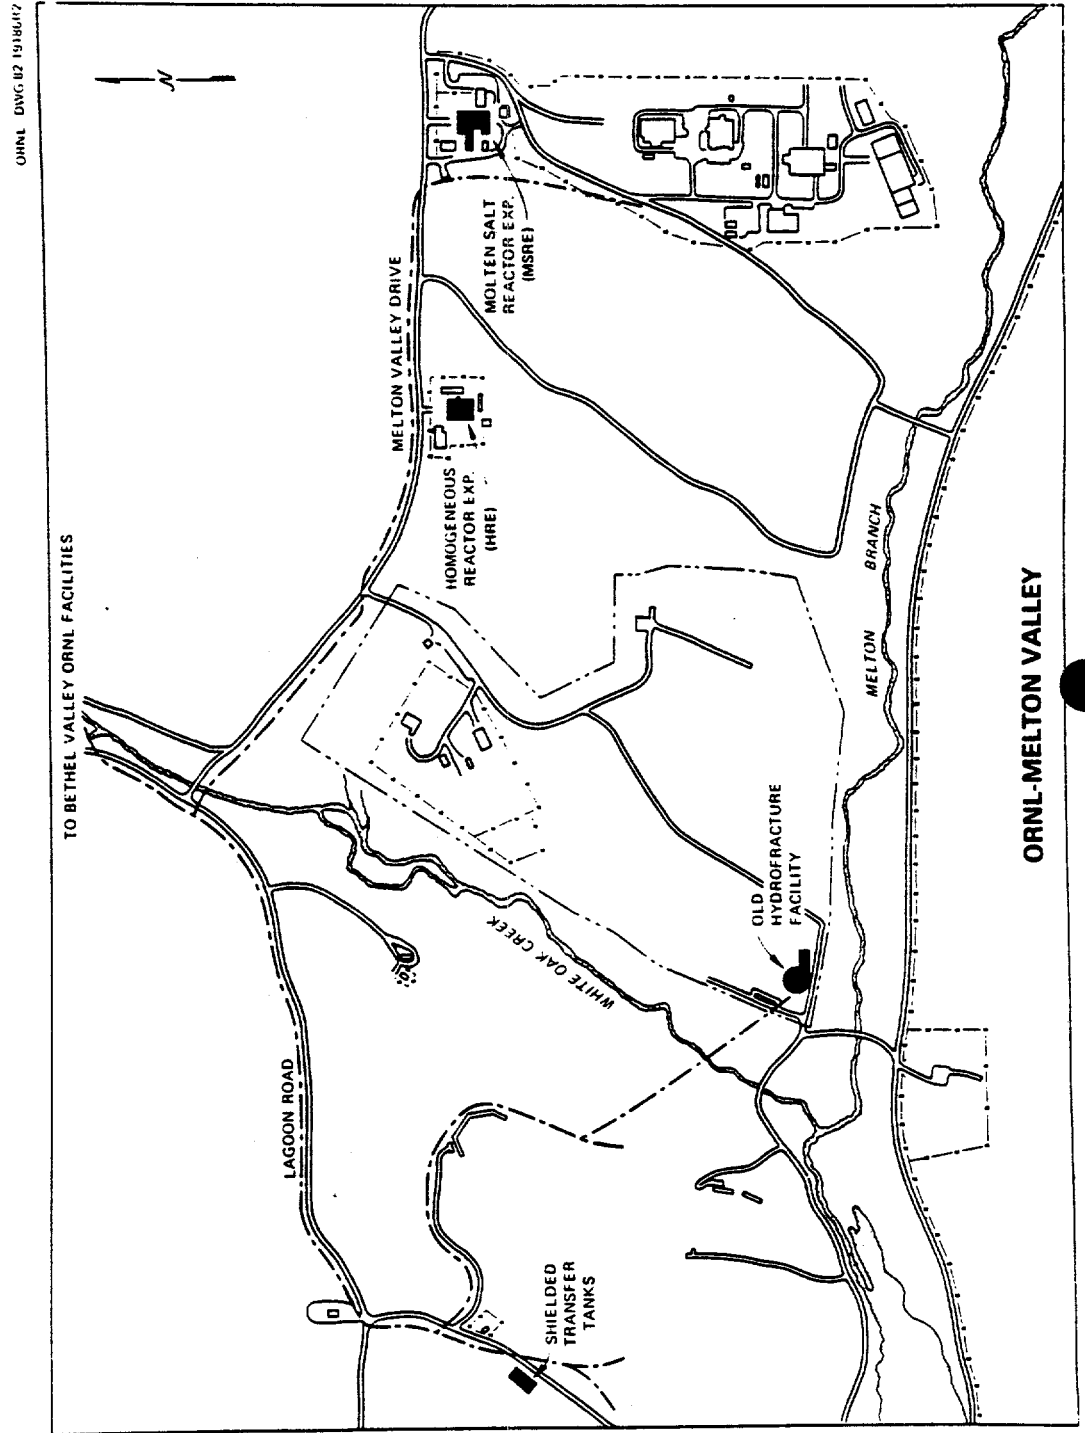 ORNL DWG 82 19180R2
TO BETHEL VALLEY ORNL FACILITIES
N
LAGOON ROAD
MELTON VALLEY DRIVE
SHIELDED
TRANSFER
TANKS
WHITE OAK CREEK
HOMOGENEOUS
REACTOR EXP.
(HRE)
MOLTEN SALT
REACTOR EXP.
(MSRE)
OLD
HYDROFRACTURE
FACILITY
MELTON BRANCH
ORNL-MELTON VALLEY